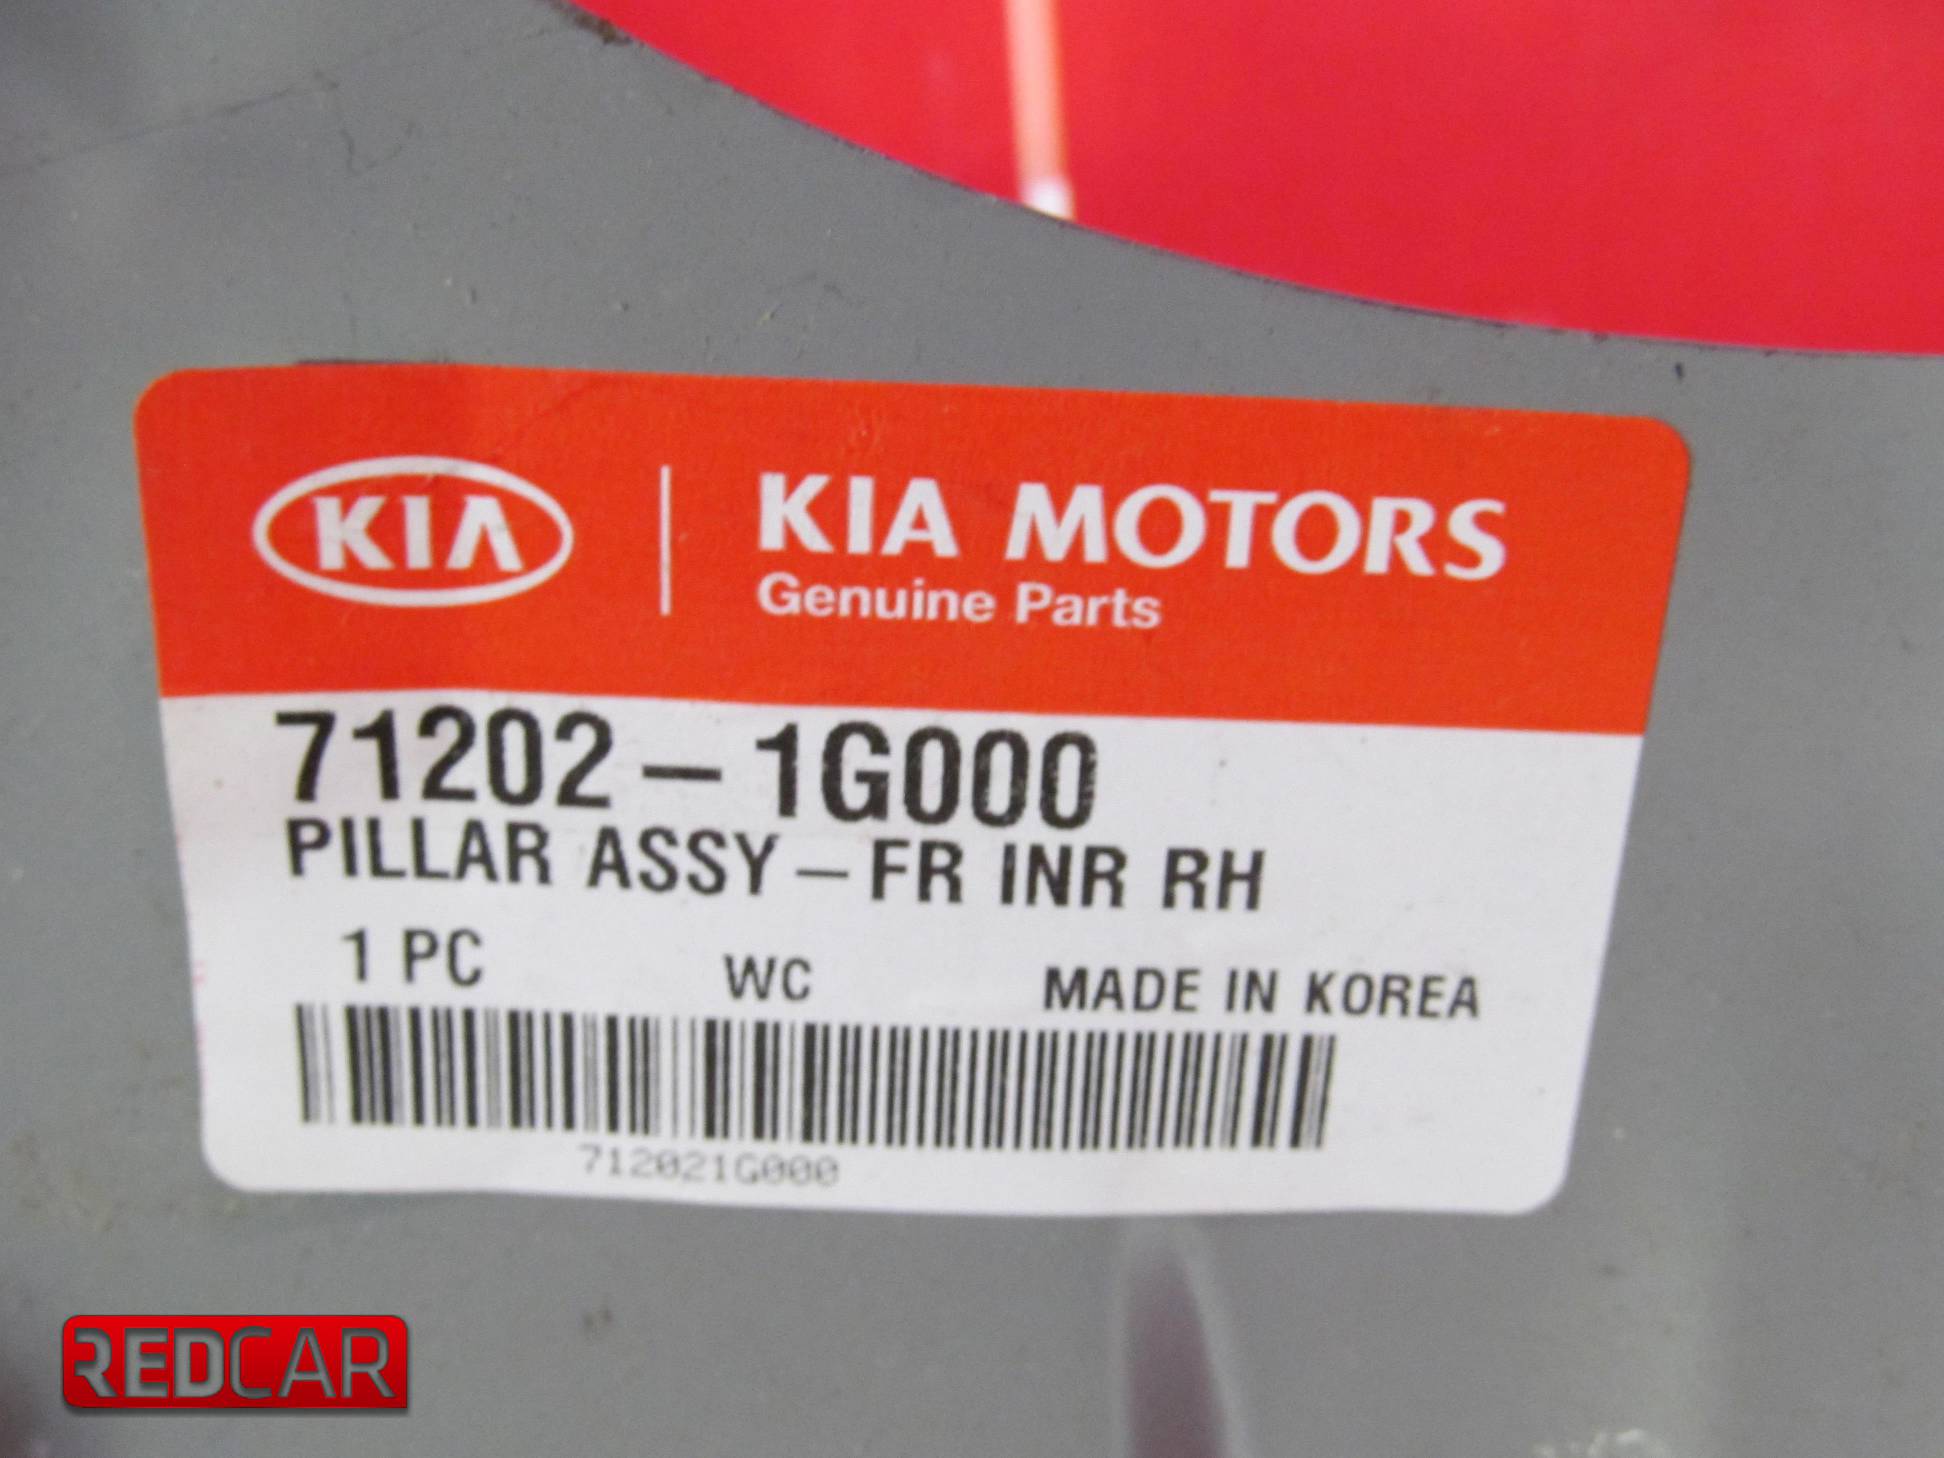 KIA
KIA MOTORS
Genuine Parts
71202-1G000
PILLAR ASSY-FR INR RH
1 PC WC MADE IN KOREA
712021G000
REDCAR